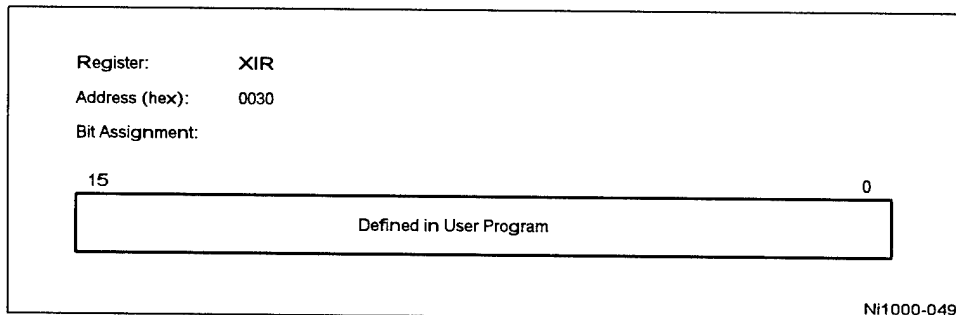 Register: XIR
Address (hex): 0030
Bit Assignment:
15 0
Defined in User Program
Ni1000-049